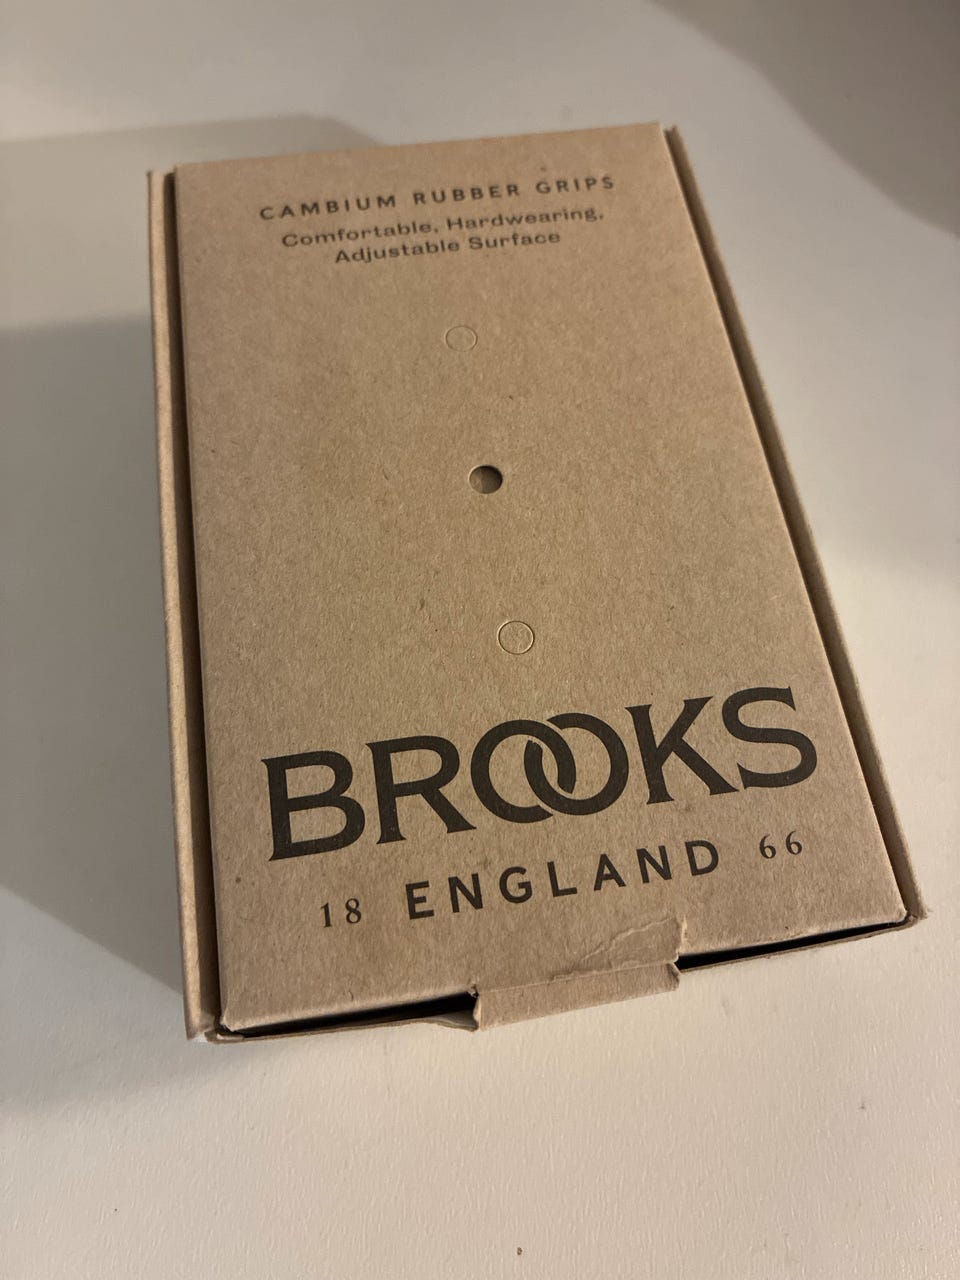 CAMBIUM RUBBER GRIPS
Comfortable, Hardwearing,
Adjustable Surface
BROOKS
18 ENGLAND 66